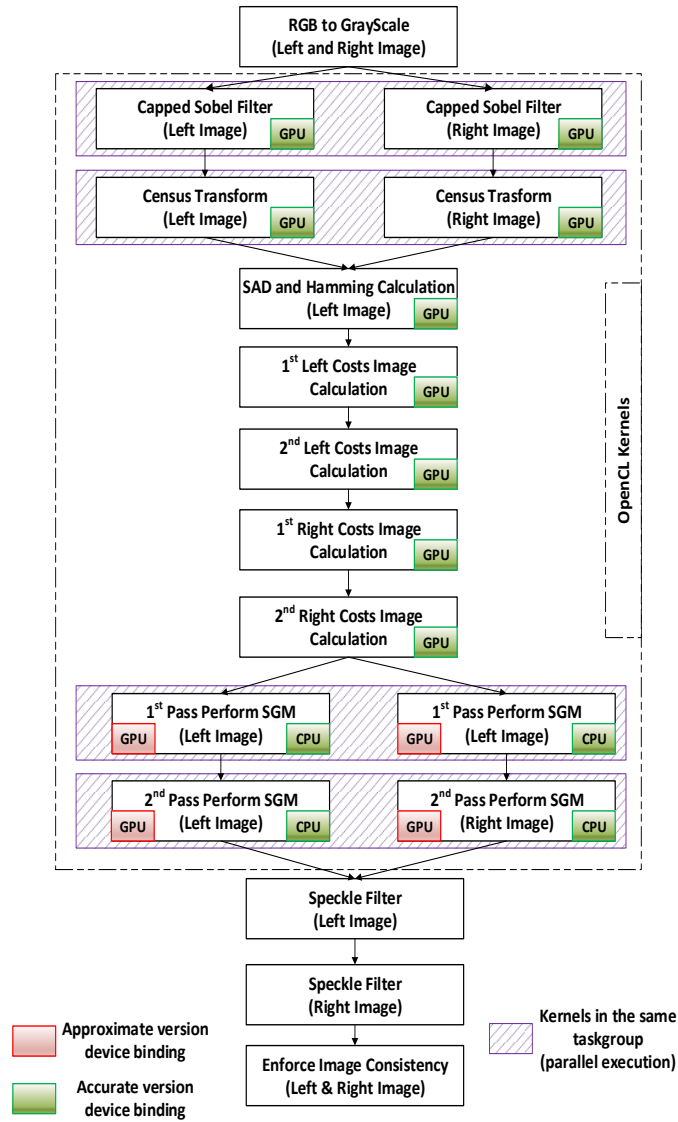 RGB to GrayScale
(Left and Right Image)
Capped Sobel Filter
(Left Image)
GPU
Capped Sobel Filter
(Right Image)
GPU
Census Transform
(Left Image)
GPU
Census Trasform
(Right Image)
GPU
SAD and Hamming Calculation
(Left Image)
GPU
1st Left Costs Image
Calculation
GPU
2nd Left Costs Image
Calculation
GPU
1st Right Costs Image
Calculation
GPU
2nd Right Costs Image
Calculation
GPU
OpenCL Kernels
1st Pass Perform SGM
(Left Image)
GPU
CPU
1st Pass Perform SGM
(Left Image)
GPU
CPU
2nd Pass Perform SGM
(Left Image)
GPU
CPU
2nd Pass Perform SGM
(Right Image)
GPU
CPU
Speckle Filter
(Left Image)
Speckle Filter
(Right Image)
Enforce Image Consistency
(Left & Right Image)
Approximate version
device binding
Accurate version
device binding
Kernels in the same
taskgroup
(parallel execution)